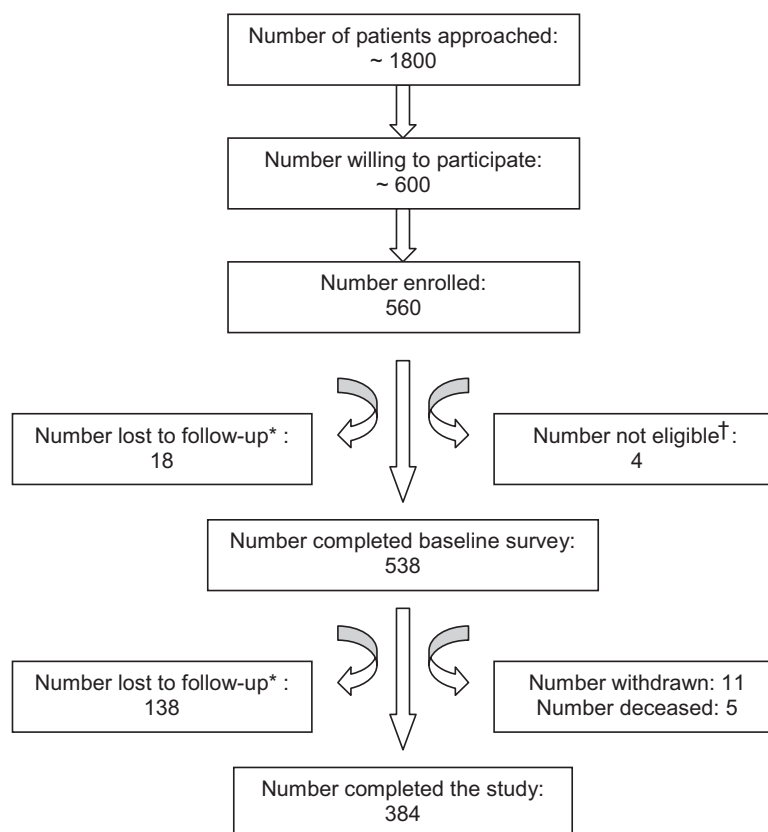 Number of patients approached:
~ 1800
Number willing to participate:
~ 600
Number enrolled:
560
Number lost to follow-up* :
18
Number not eligible† :
4
Number completed baseline survey:
538
Number lost to follow-up* :
138
Number withdrawn: 11
Number deceased: 5
Number completed the study:
384